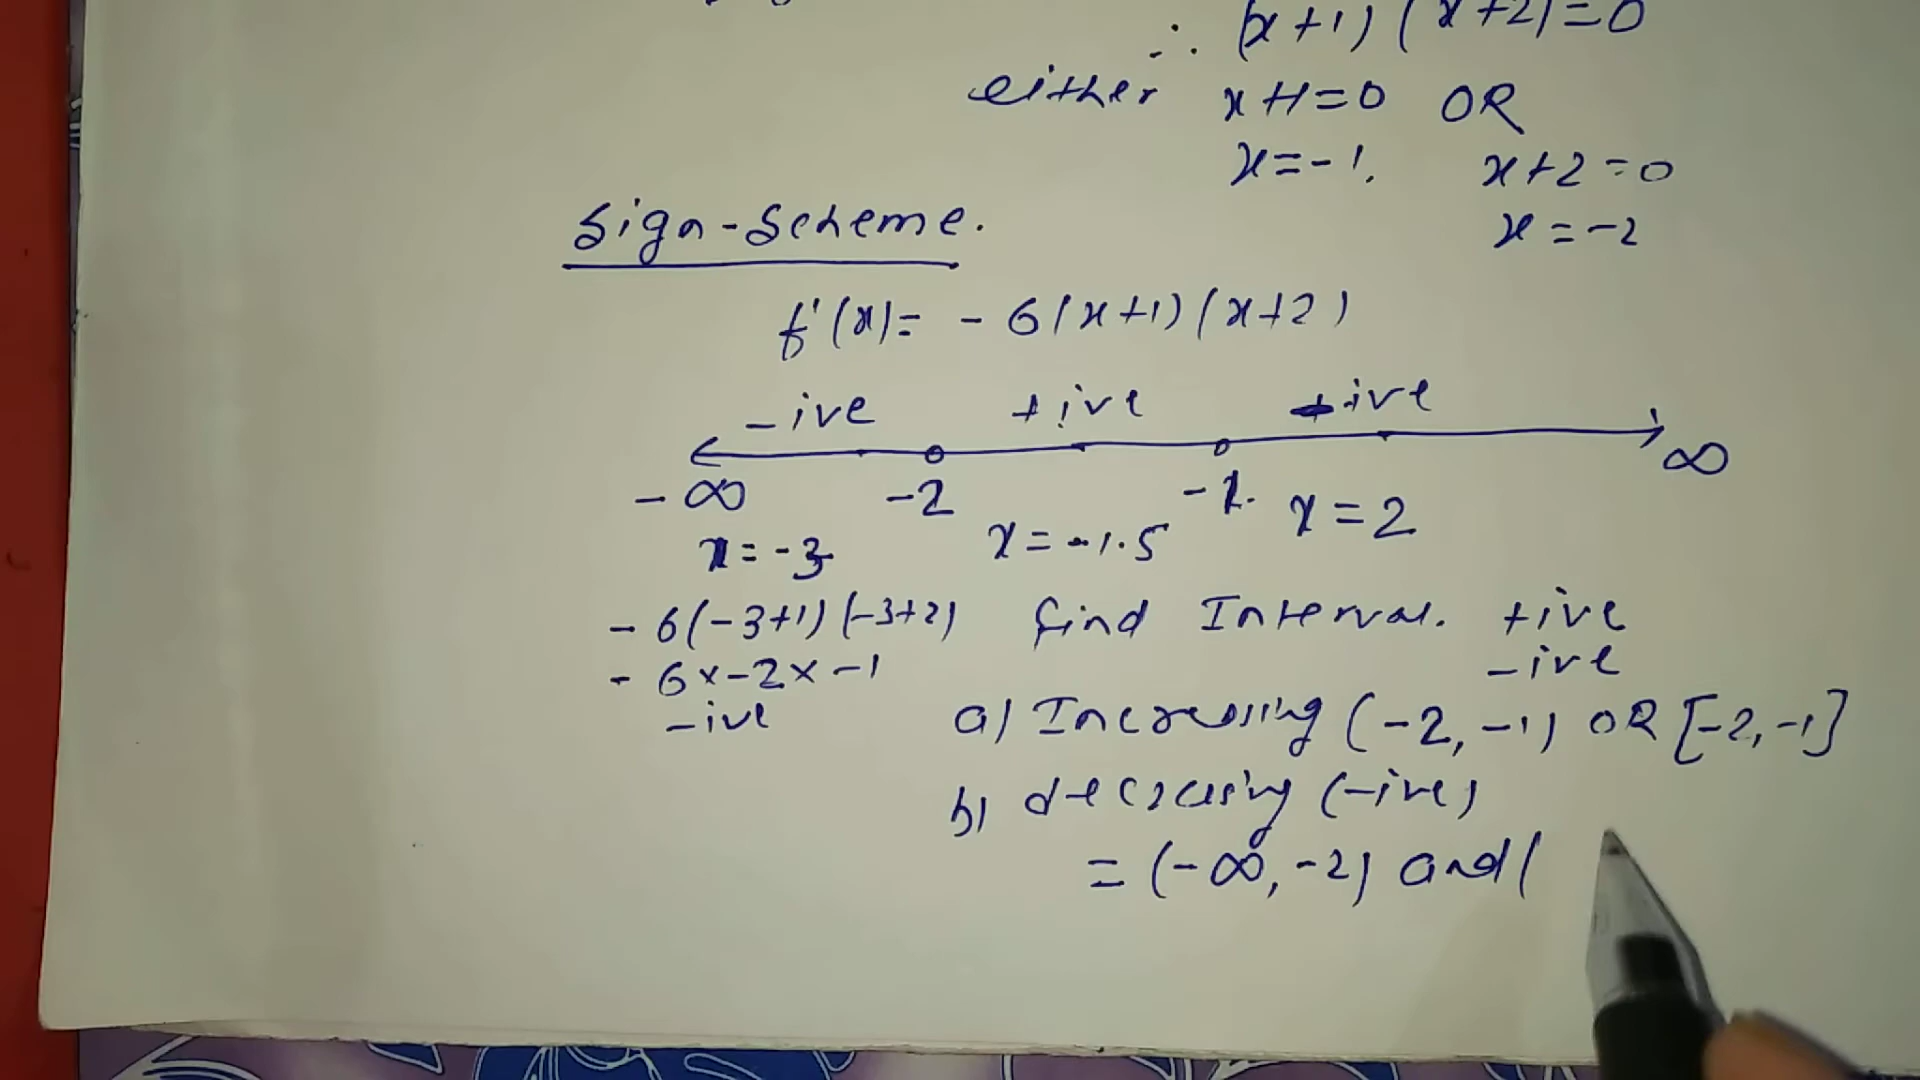 ∴ (x+1) (x+2)=0
either x+1=0 OR
x=-1. x+2=0
x=-2
Sign-Scheme.
f'(x)= -6(x+1)(x+2)
-ive +ive -ive
-∞ -2 -1. ∞
x=-3 x=-1.5 x=2
-6(-3+1)(-3+2) find Interval. +ive
-6x-2x-1 -ive
-ive a) Increasing (-2,-1) OR [-2,-1]
b) decreasing (-ive)
= (-∞,-2) and (